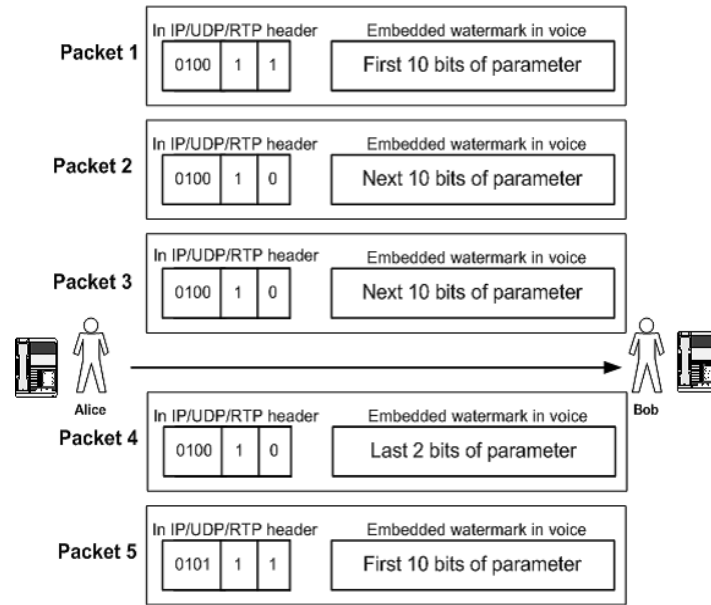 In IP/UDP/RTP header Embedded watermark in voice
Packet 1
0100 1 1 First 10 bits of parameter
In IP/UDP/RTP header Embedded watermark in voice
Packet 2
0100 1 0 Next 10 bits of parameter
In IP/UDP/RTP header Embedded watermark in voice
Packet 3
0100 1 0 Next 10 bits of parameter
Alice Bob
In IP/UDP/RTP header Embedded watermark in voice
Packet 4
0100 1 0 Last 2 bits of parameter
In IP/UDP/RTP header Embedded watermark in voice
Packet 5
0101 1 1 First 10 bits of parameter